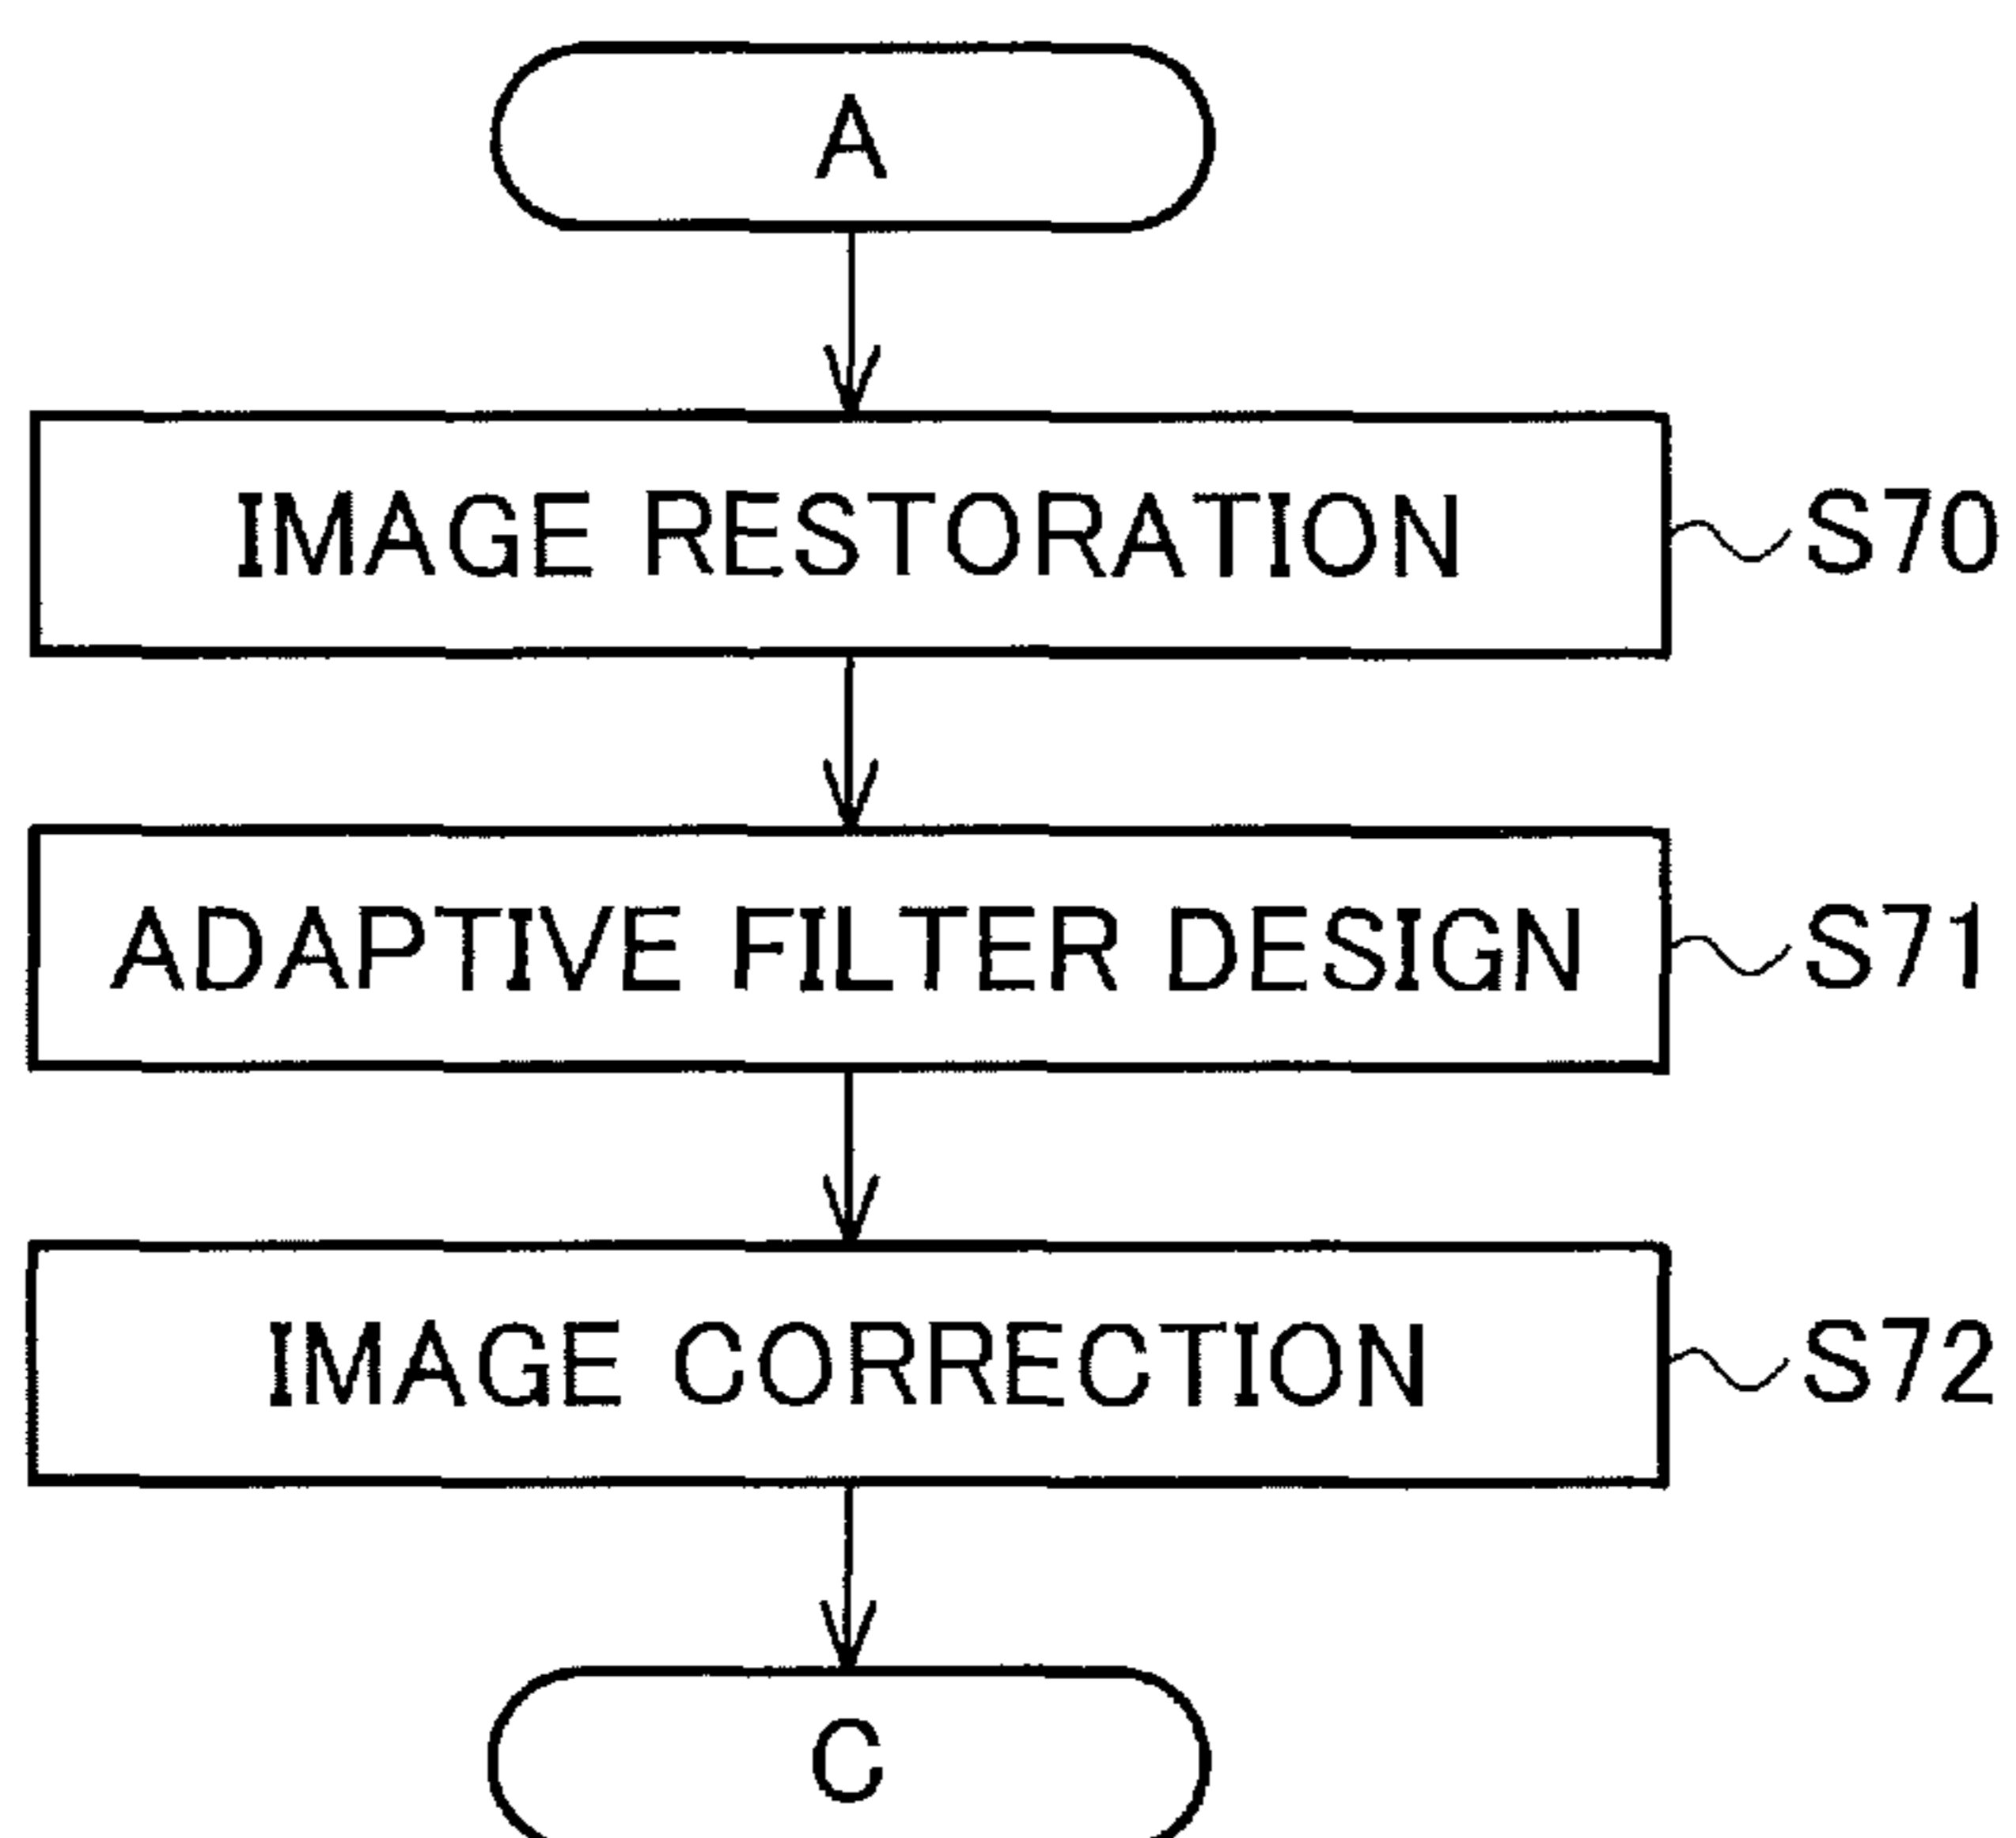 A
IMAGE RESTORATION S70
ADAPTIVE FILTER DESIGN S71
IMAGE CORRECTION S72
C